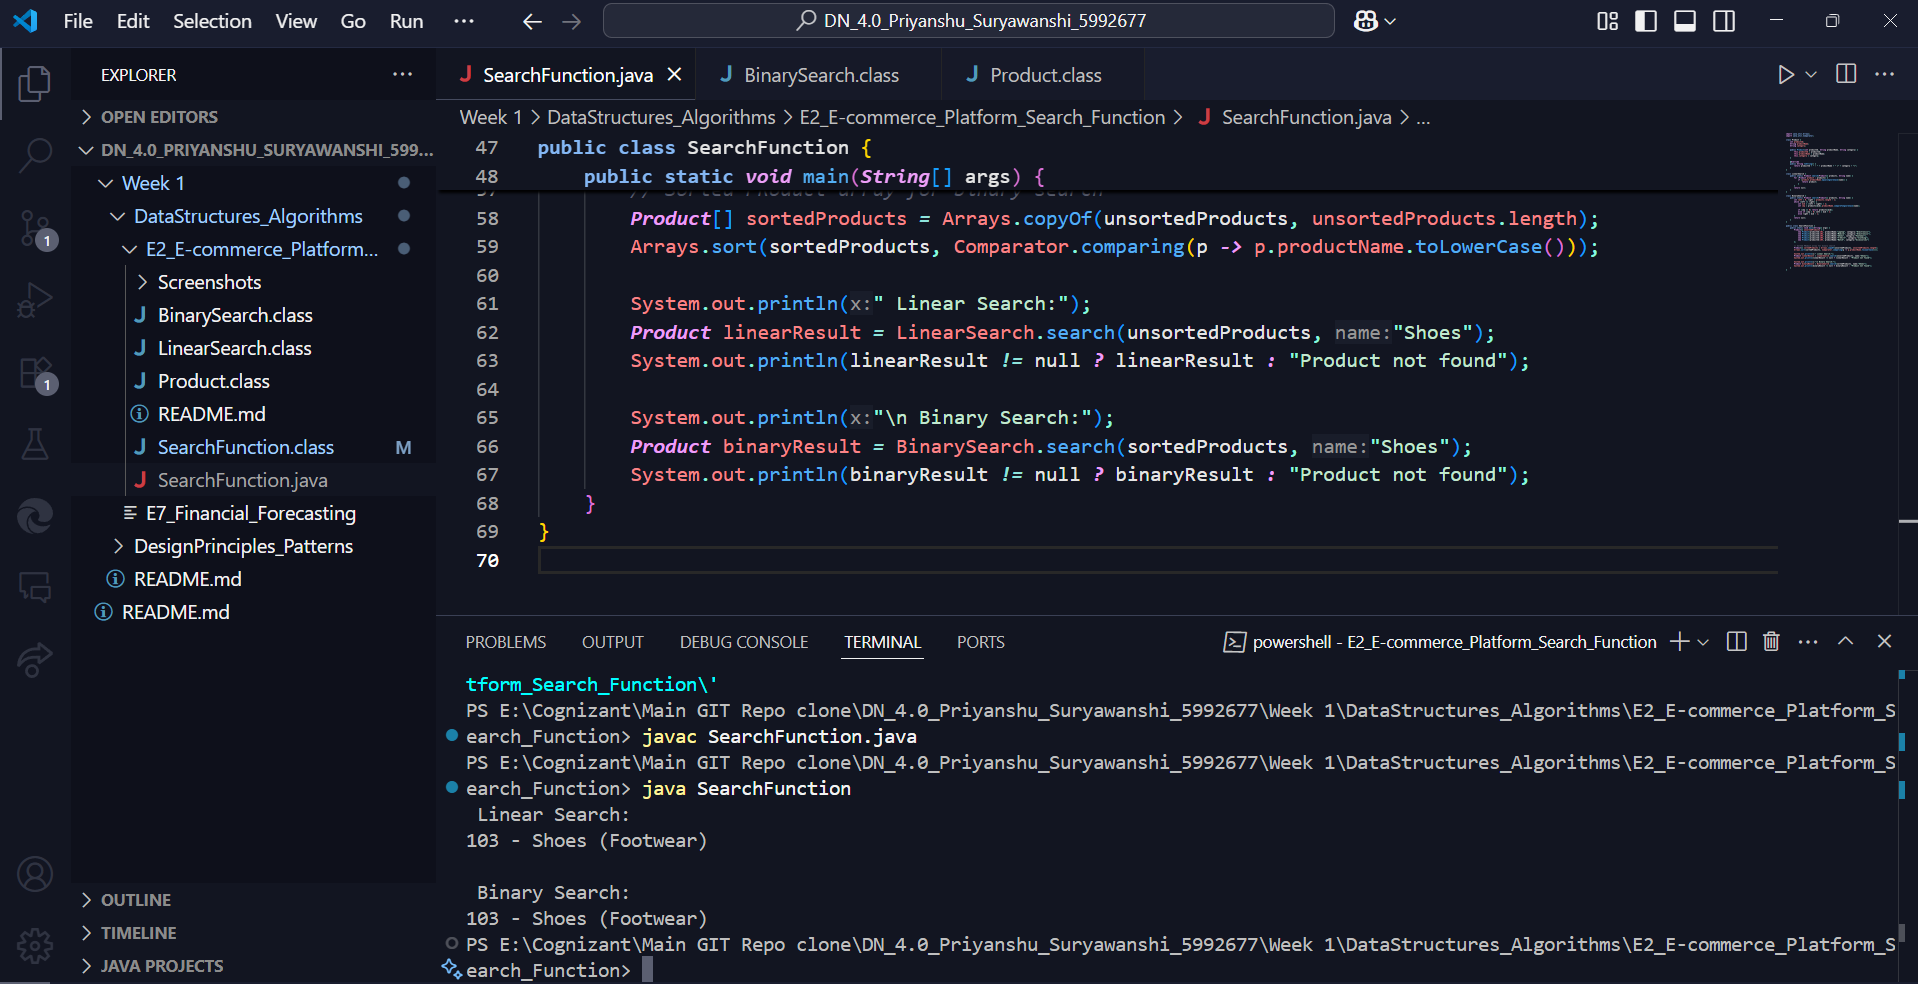 File Edit Selection View Go Run ··· DN_4.0_Priyanshu_Suryawanshi_5992677
EXPLORER
OPEN EDITORS
DN_4.0_PRIYANSHU_SURYAWANSHI_599...
Week 1
DataStructures_Algorithms
E2_E-commerce_Platform...
Screenshots
BinarySearch.class
LinearSearch.class
Product.class
README.md
SearchFunction.class M
SearchFunction.java
E7_Financial_Forecasting
DesignPrinciples_Patterns
README.md
README.md
OUTLINE
TIMELINE
JAVA PROJECTS
1
1
SearchFunction.java BinarySearch.class Product.class
Week 1 > DataStructures_Algorithms > E2_E-commerce_Platform_Search_Function > SearchFunction.java > ...
47 public class SearchFunction {
48 public static void main(String[] args) {
58 Product[] sortedProducts = Arrays.copyOf(unsortedProducts, unsortedProducts.length);
59 Arrays.sort(sortedProducts, Comparator.comparing(p -> p.productName.toLowerCase()));
60
61 System.out.println(x:" Linear Search:");
62 Product linearResult = LinearSearch.search(unsortedProducts, name:"Shoes");
63 System.out.println(linearResult != null ? linearResult : "Product not found");
64
65 System.out.println(x:"\n Binary Search:");
66 Product binaryResult = BinarySearch.search(sortedProducts, name:"Shoes");
67 System.out.println(binaryResult != null ? binaryResult : "Product not found");
68 }
69 }
70
PROBLEMS OUTPUT DEBUG CONSOLE TERMINAL PORTS powershell - E2_E-commerce_Platform_Search_Function
tform_Search_Function\'
PS E:\Cognizant\Main GIT Repo clone\DN_4.0_Priyanshu_Suryawanshi_5992677\Week 1\DataStructures_Algorithms\E2_E-commerce_Platform_S
earch_Function> javac SearchFunction.java
PS E:\Cognizant\Main GIT Repo clone\DN_4.0_Priyanshu_Suryawanshi_5992677\Week 1\DataStructures_Algorithms\E2_E-commerce_Platform_S
earch_Function> java SearchFunction
Linear Search:
103 - Shoes (Footwear)
Binary Search:
103 - Shoes (Footwear)
PS E:\Cognizant\Main GIT Repo clone\DN_4.0_Priyanshu_Suryawanshi_5992677\Week 1\DataStructures_Algorithms\E2_E-commerce_Platform_S
earch_Function>